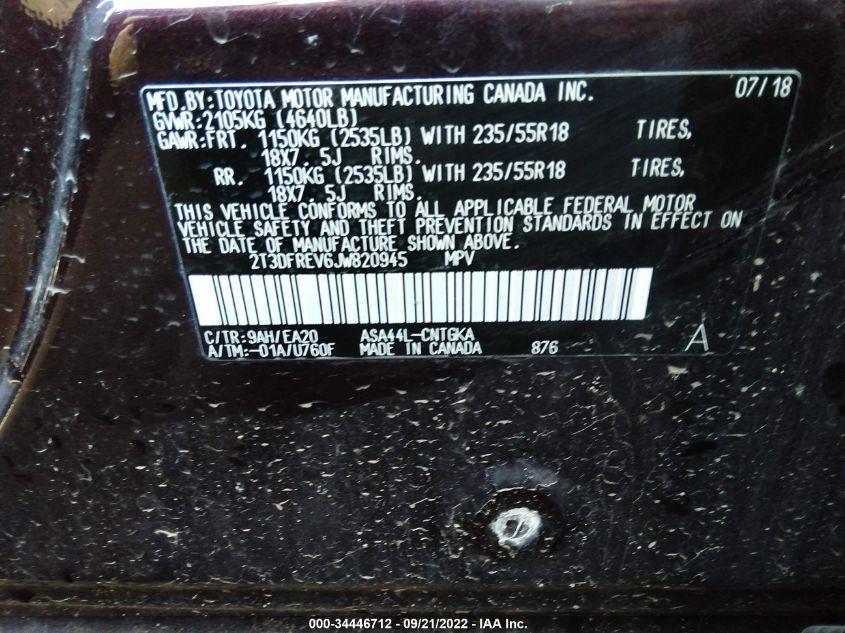 MFD.BY:TOYOTA MOTOR MANUFACTURING CANADA INC. 07/18
GVWR:2105KG (4640LB)
GAWR:FRT. 1150KG (2535LB) WITH 235/55R18 TIRES,
18X7. 5J RIMS.
RR. 1150KG (2535LB) WITH 235/55R18 TIRES,
18X7. 5J RIMS.
THIS VEHICLE CONFORMS TO ALL APPLICABLE FEDERAL MOTOR
VEHICLE SAFETY AND THEFT PREVENTION STANDARDS IN EFFECT ON
THE DATE OF MANUFACTURE SHOWN ABOVE.
2T3DFREV6JW820945 MPV
C/TR:9AH/EA20 ASA44L-CNTGKA
A/TM:-01A/U760F MADE IN CANADA 876 A
000-34446712 - 09/21/2022 - IAA Inc.